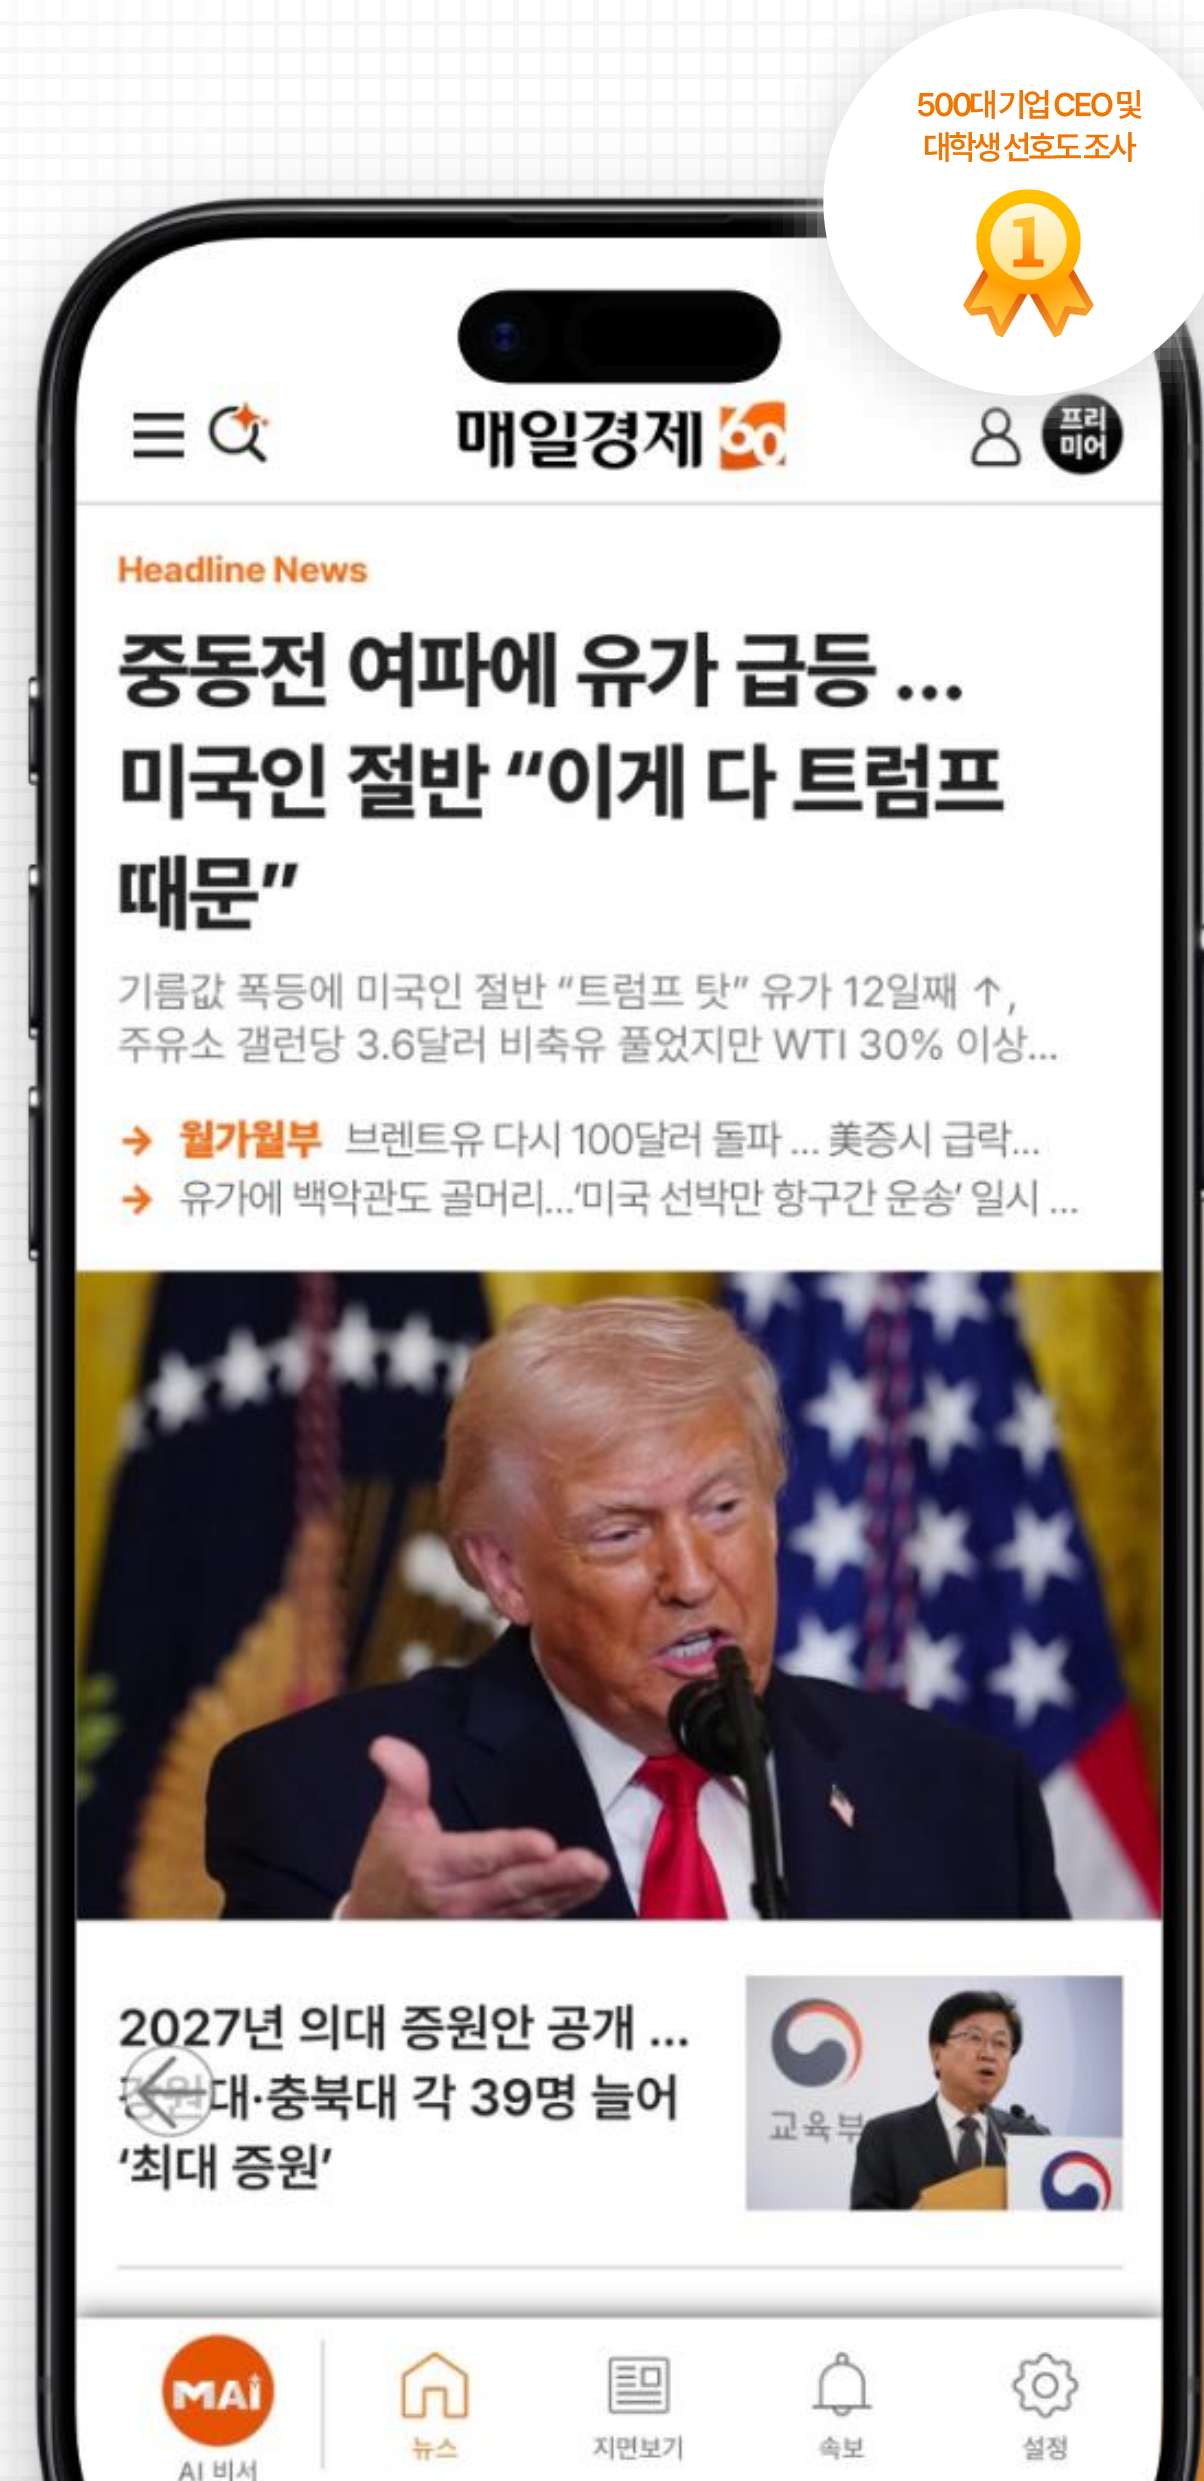 500대 기업 CEO 및
대학생 선호도 조사
1
매일경제 60
프리
미어
Headline News
중동전 여파에 유가 급등 ...
미국인 절반 “이게 다 트럼프
때문”
기름값 폭등에 미국인 절반 “트럼프 탓” 유가 12일째 ↑,
주유소 갤런당 3.6달러 비축유 풀었지만 WTI 30% 이상...
→ 월가월부 브렌트유 다시 100달러 돌파 ... 美증시 급락...
→ 유가에 백악관도 골머리...‘미국 선박만 항구간 운송’ 일시 ...
2027년 의대 증원안 공개 ...
대·충북대 각 39명 늘어
‘최대 증원’
교육부
MAi
AI 비서
뉴스
지면보기
속보
설정